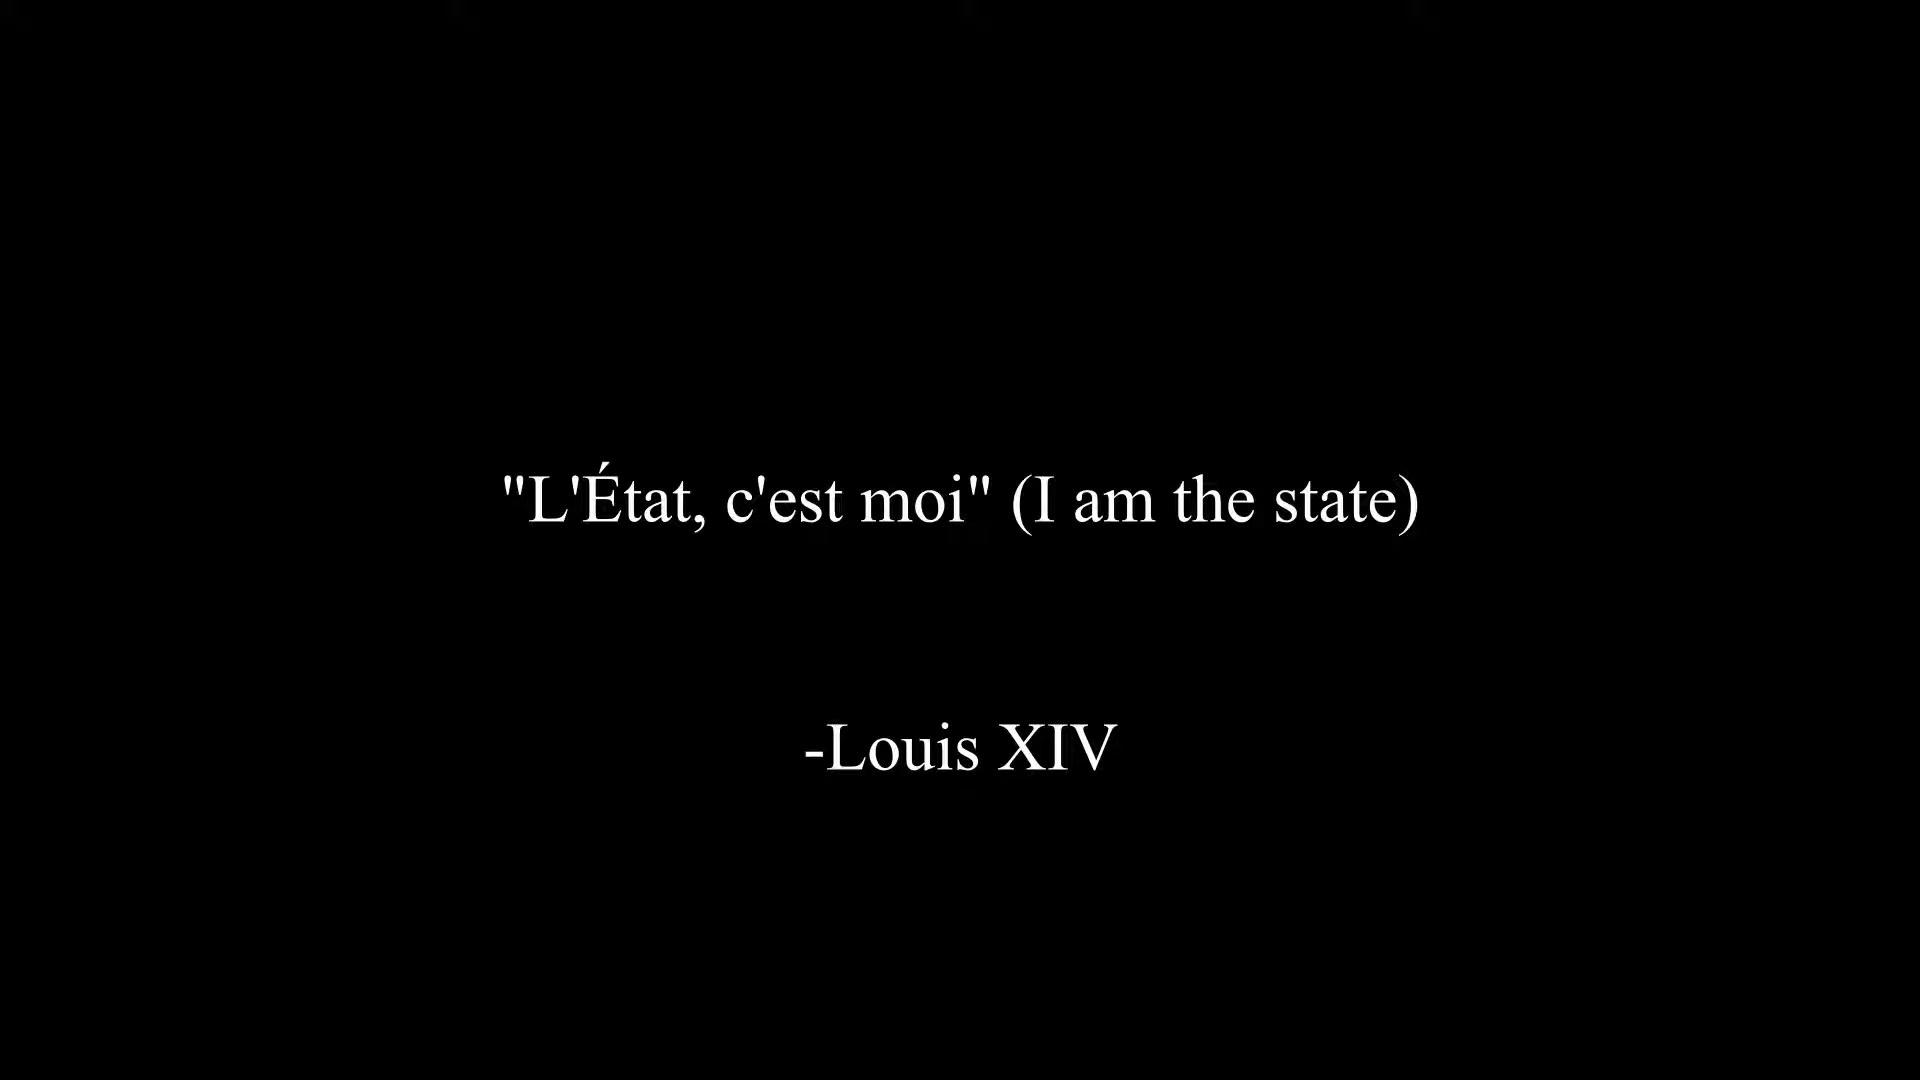 "L'État, c'est moi" (I am the state)
-Louis XIV